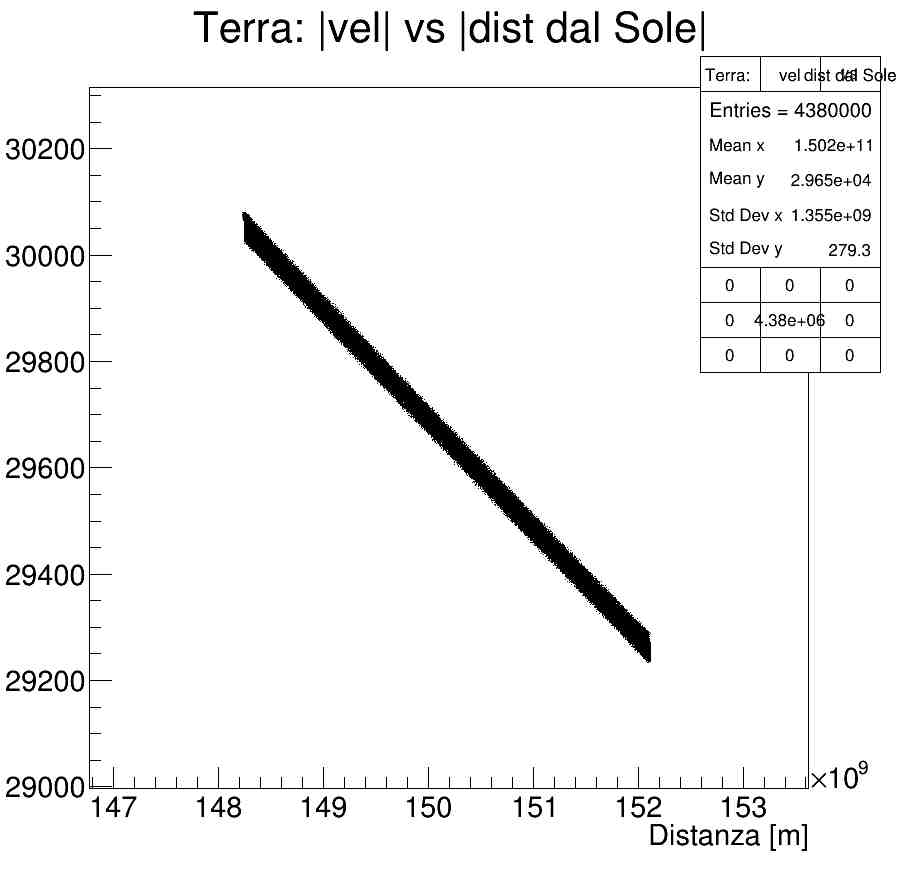 Terra: |vel| vs |dist dal Sole|
Terra: vel dist dal Sole
Entries = 4380000
Mean x 1.502e+11
Mean y 2.965e+04
Std Dev x 1.355e+09
Std Dev y 279.3
0 0 0
0 4.38e+06 0
0 0 0
30200
30000
29800
29600
29400
29200
29000
147 148 149 150 151 152 153
×10⁹
Distanza [m]